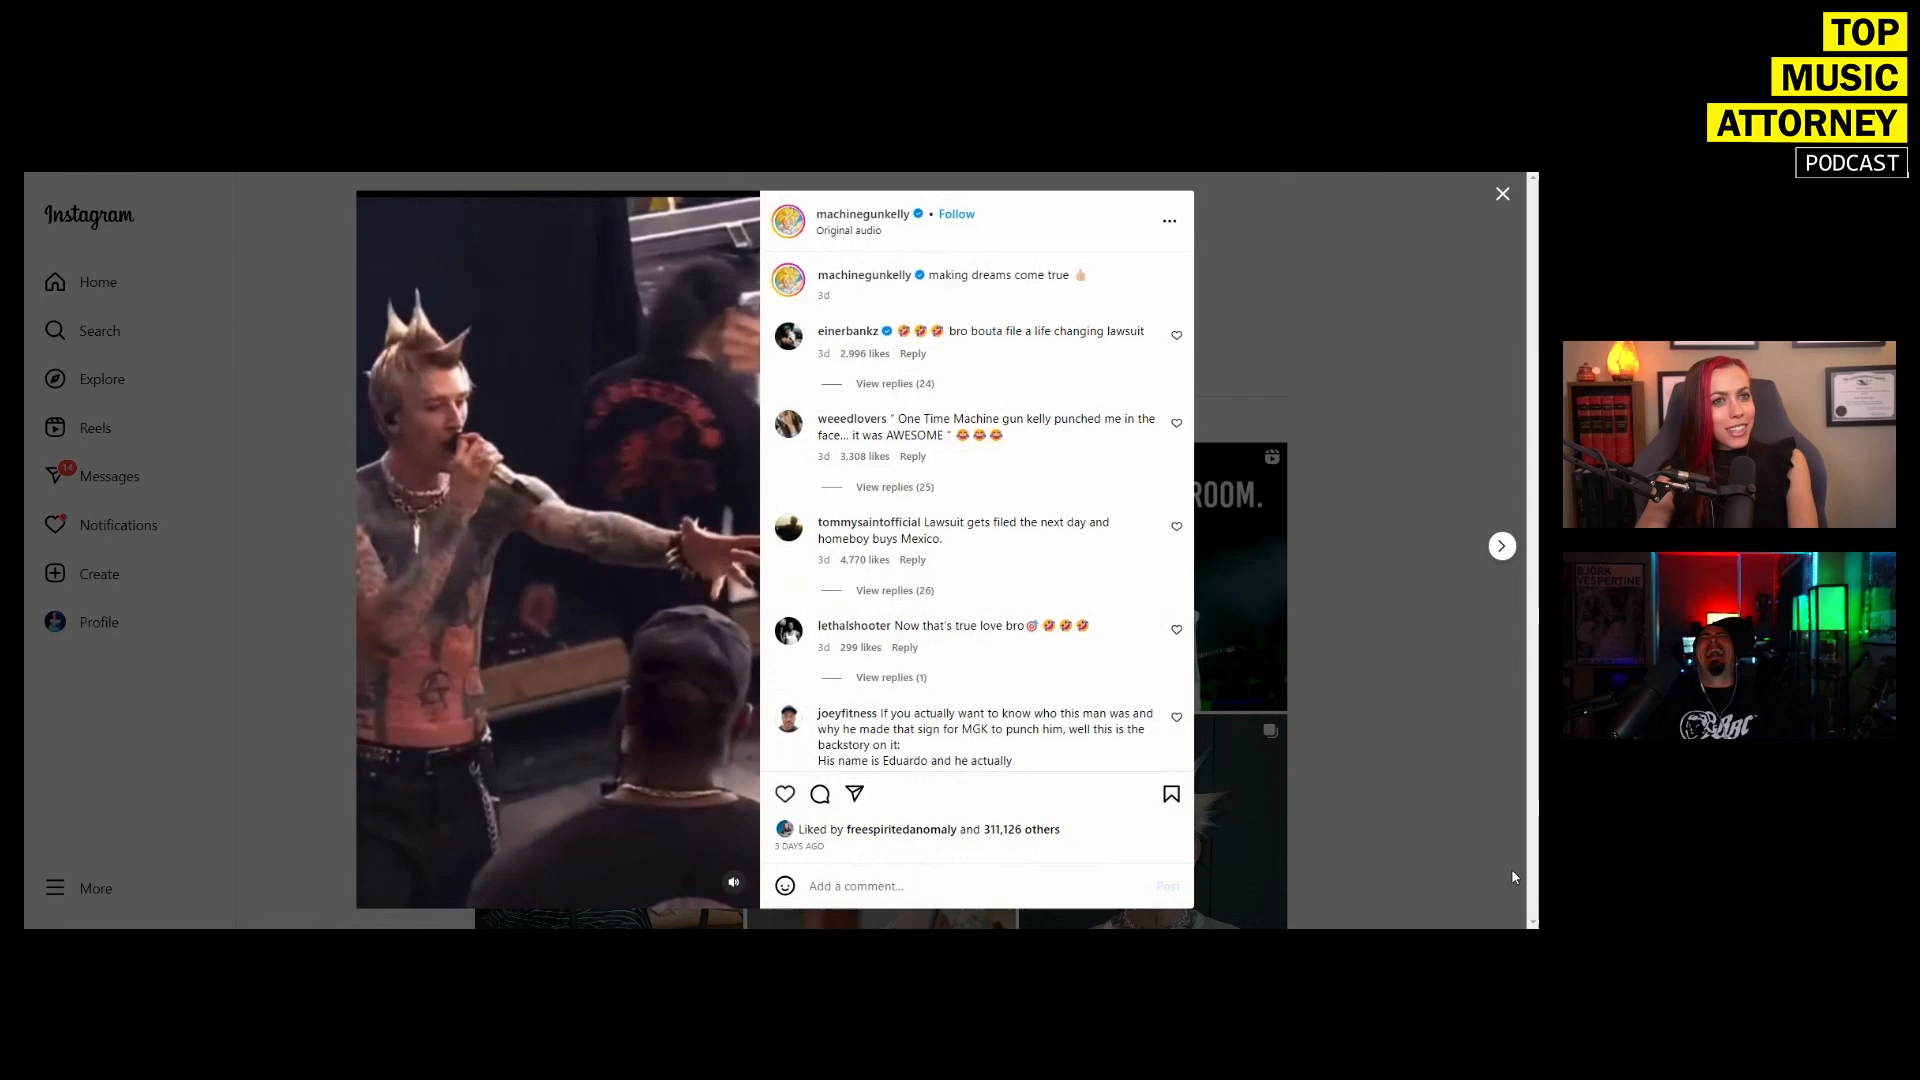 TOP
MUSIC
ATTORNEY
PODCAST
Instagram
Home
Search
Explore
Reels
14
Messages
Notifications
Create
Profile
More
machinegunkelly • Follow
Original audio
machinegunkelly making dreams come true 👍🏼
3d
einerbankz 🤣 🤣 🤣 bro bouta file a life changing lawsuit
3d 2,996 likes Reply
View replies (24)
weeedlovers " One Time Machine gun kelly punched me in the
face... it was AWESOME " 😂 😂 😂
3d 3,308 likes Reply
View replies (25)
tommysaintofficial Lawsuit gets filed the next day and
homeboy buys Mexico.
3d 4,770 likes Reply
View replies (26)
lethalshooter Now that's true love bro🎯 🤣 🤣 🤣
3d 299 likes Reply
View replies (1)
joeyfitness If you actually want to know who this man was and
why he made that sign for MGK to punch him, well this is the
backstory on it:
His name is Eduardo and he actually
Liked by freespiritedanomaly and 311,126 others
3 DAYS AGO
Add a comment...
Post
ROOM.
BJÖRK
VESPERTINE